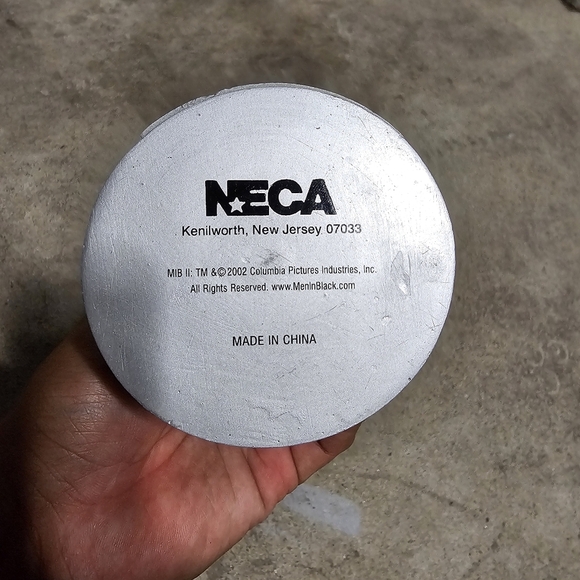 NECA
Kenilworth, New Jersey 07033
MIB II: TM &©2002 Columbia Pictures Industries, Inc.
All Rights Reserved. www.MenInBlack.com
MADE IN CHINA